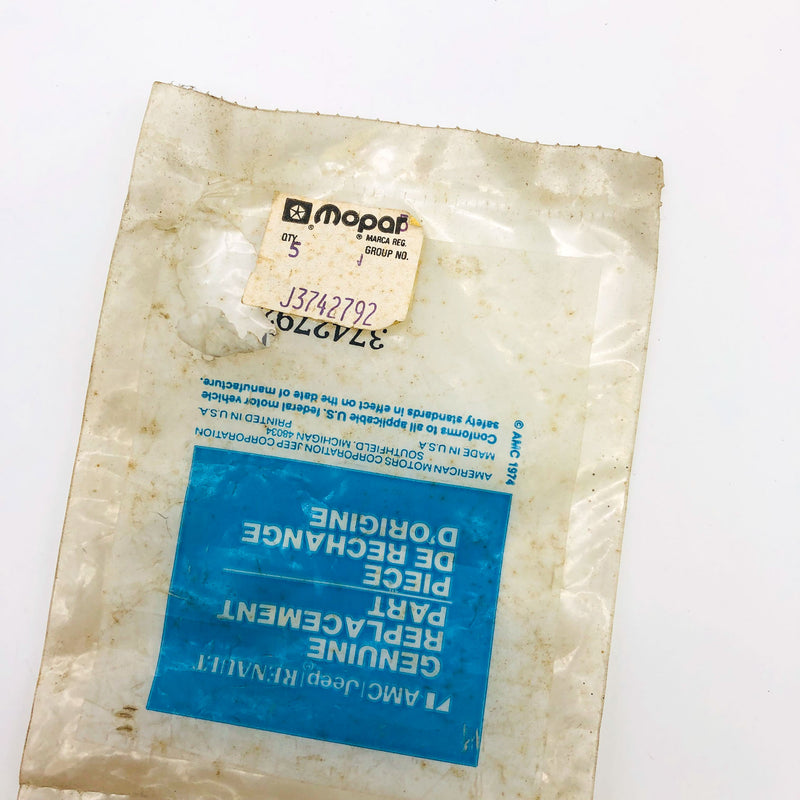 Mopar
® ® MARCA REG.
QTY. GROUP NO.
5 J
J3742792
3742792
AMC | Jeep | RENAULT
GENUINE
REPLACEMENT
PART
PIECE
DE RECHANGE
D'ORIGINE
AMERICAN MOTORS CORPORATION JEEP CORPORATION
SOUTHFIELD, MICHIGAN 48034
MADE IN U.S.A. PRINTED IN U.S.A.
Conforms to all applicable U.S. federal motor vehicle
safety standards in effect on the date of manufacture.
© AMC 1974